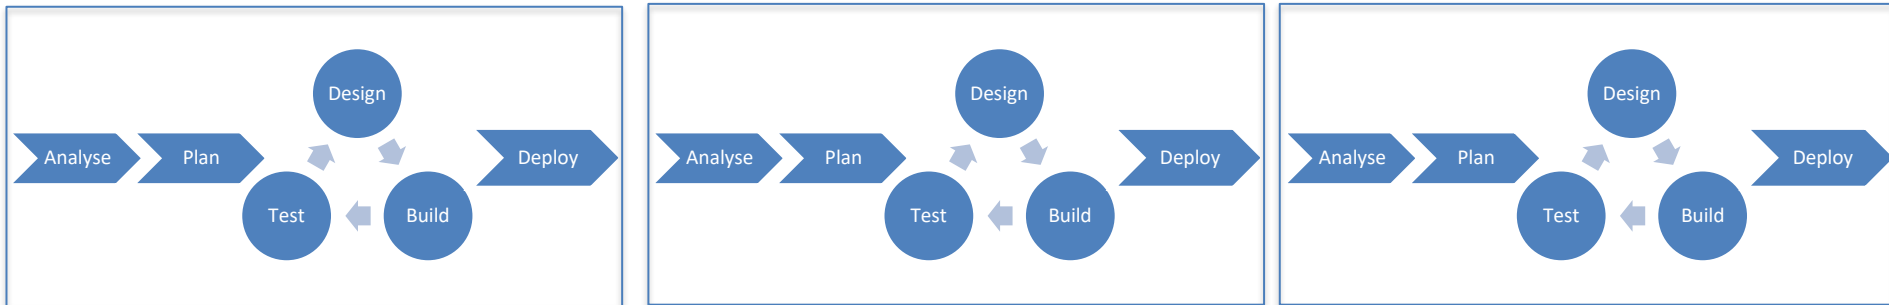 Design
Analyse
Plan
Deploy
Test
Build
Design
Analyse
Plan
Deploy
Test
Build
Design
Analyse
Plan
Deploy
Test
Build